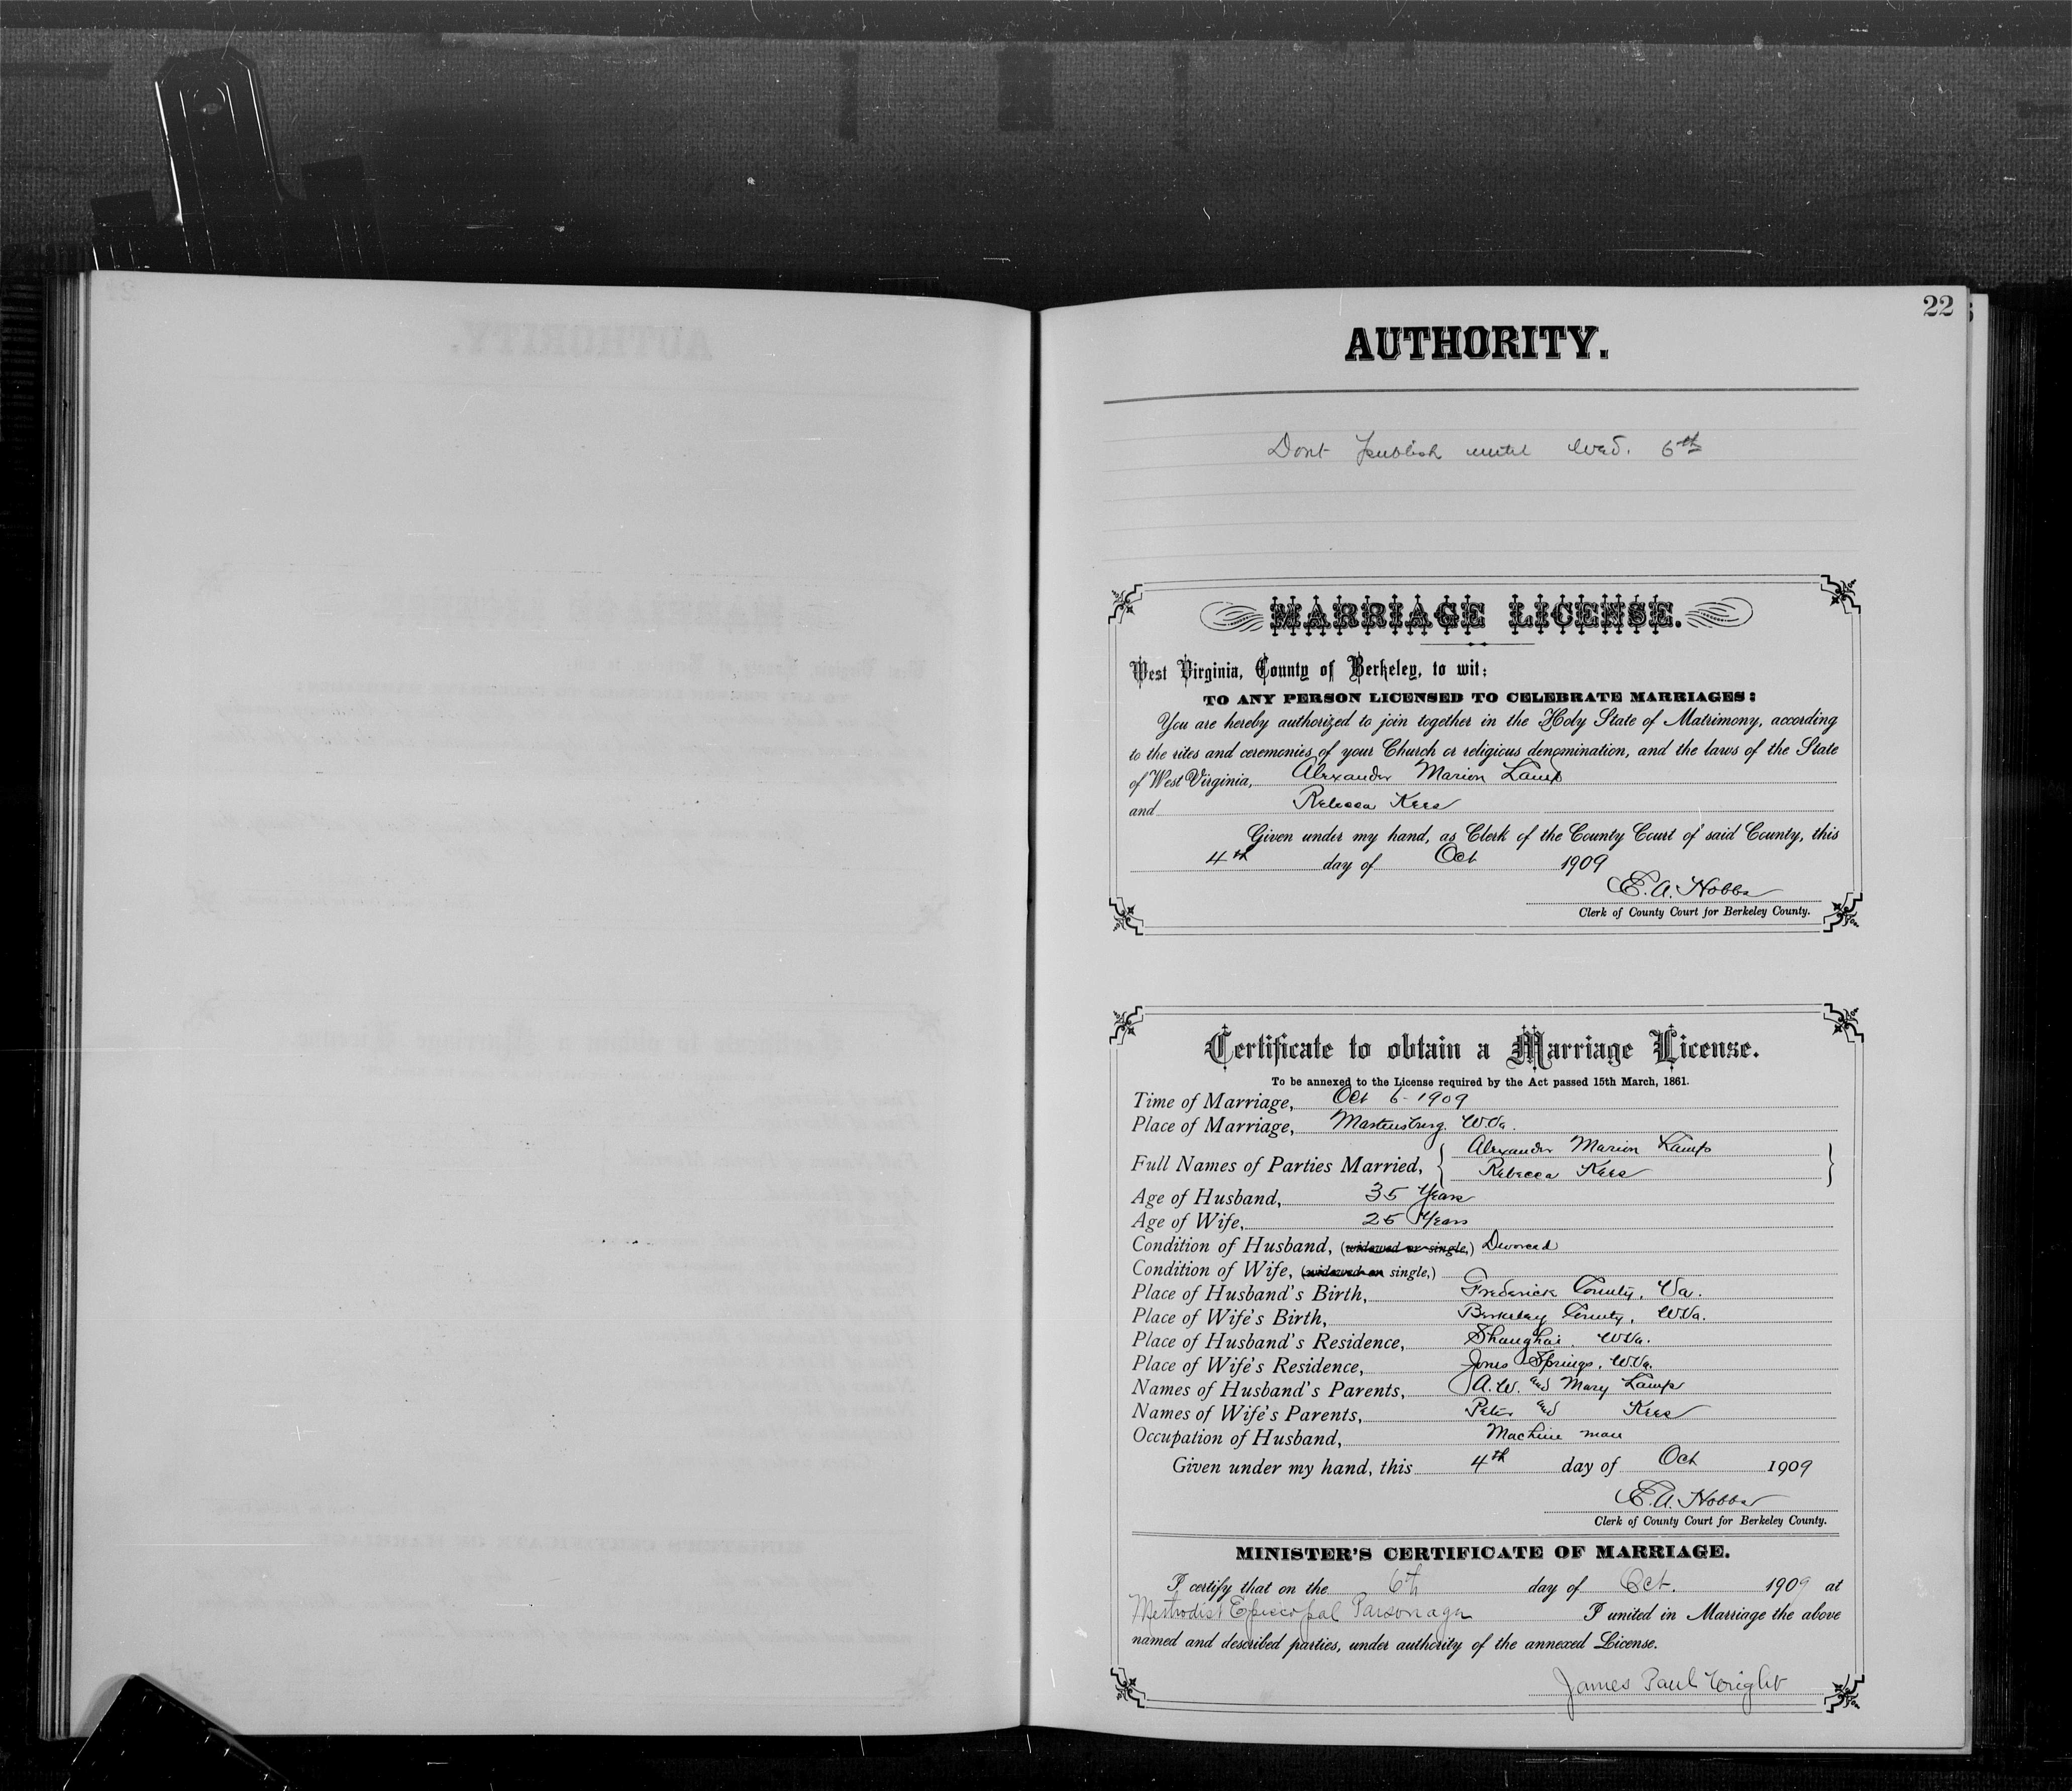 22
AUTHORITY.
Dont publish until Wed. 6th
MARRIAGE LICENSE.
West Virginia, County of Berkeley, to wit:
TO ANY PERSON LICENSED TO CELEBRATE MARRIAGES:
You are hereby authorized to join together in the Holy State of Matrimony, according
to the rites and ceremonies of your Church or religious denomination, and the laws of the State
of West Virginia, Alexander Marion Lamp
and Rebecca Kees
Given under my hand, as Clerk of the County Court of said County, this
4th day of Oct 1909
E. A. Hobbs
Clerk of County Court for Berkeley County.
Certificate to obtain a Marriage License.
To be annexed to the License required by the Act passed 15th March, 1861.
Time of Marriage, Oct 6- 1909
Place of Marriage, Martensburg. W.Va.
Full Names of Parties Married, { Alexander Marion Lamp
Rebecca Kees }
Age of Husband, 35 Years
Age of Wife, 25 Years
Condition of Husband, (widowed or single,) Divorced
Condition of Wife, (widowed or single,)
Place of Husband's Birth, Frederick County, Va.
Place of Wife's Birth, Berkeley County, W.Va.
Place of Husband's Residence, Shanghai, W.Va.
Place of Wife's Residence, Jones Springs, W.Va.
Names of Husband's Parents, A. W. and Mary Lamp
Names of Wife's Parents, Peter and Kees
Occupation of Husband, Machine man
Given under my hand, this 4th day of Oct 1909
E. A. Hobbs
Clerk of County Court for Berkeley County.
MINISTER'S CERTIFICATE OF MARRIAGE.
I certify that on the 6th day of Oct. 1909 at
Methodist Episcopal Parsonage I united in Marriage the above
named and described parties, under authority of the annexed License.
James Paul Wright